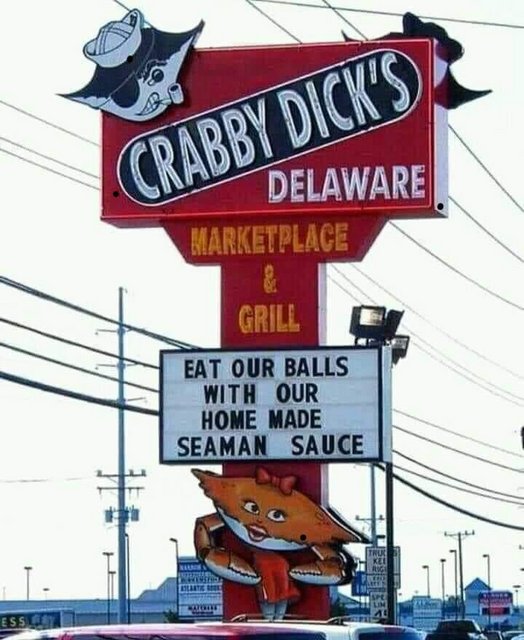 CRABBY DICK'S
DELAWARE
MARKETPLACE
&
GRILL
EAT OUR BALLS
WITH OUR
HOME MADE
SEAMAN SAUCE